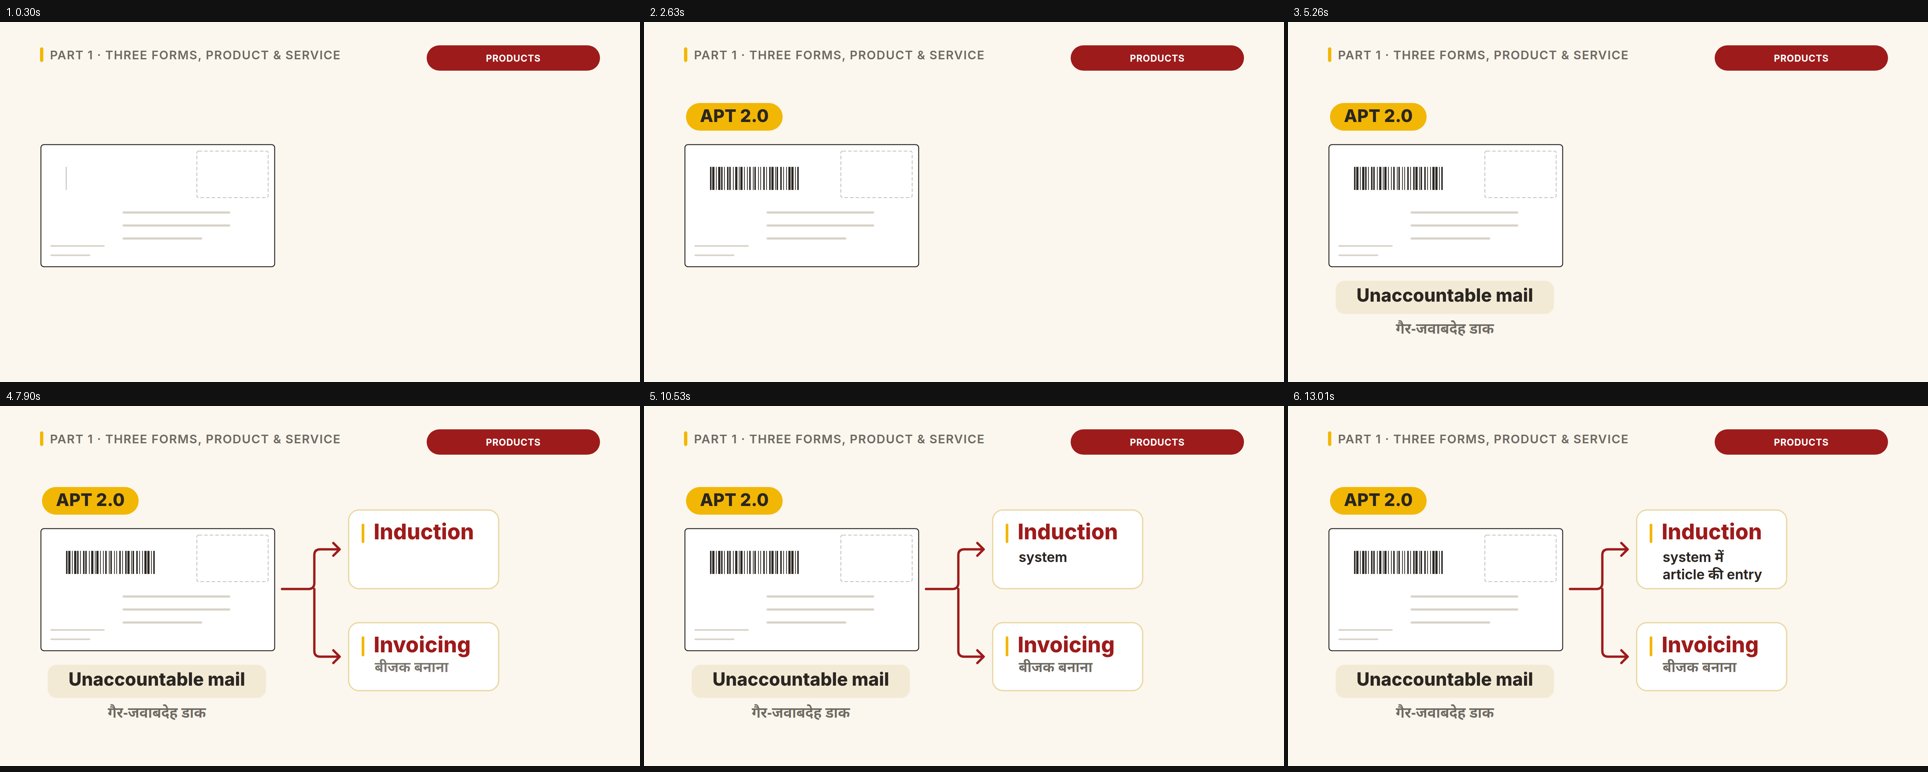 1. 0.30s
PART 1 · THREE FORMS, PRODUCT & SERVICE
PRODUCTS
2. 2.63s
PART 1 · THREE FORMS, PRODUCT & SERVICE
PRODUCTS
APT 2.0
3. 5.26s
PART 1 · THREE FORMS, PRODUCT & SERVICE
PRODUCTS
APT 2.0
Unaccountable mail
गैर-जवाबदेह डाक
4. 7.90s
PART 1 · THREE FORMS, PRODUCT & SERVICE
PRODUCTS
APT 2.0
Induction
Invoicing
बीजक बनाना
Unaccountable mail
गैर-जवाबदेह डाक
5. 10.53s
PART 1 · THREE FORMS, PRODUCT & SERVICE
PRODUCTS
APT 2.0
Induction
system
Invoicing
बीजक बनाना
Unaccountable mail
गैर-जवाबदेह डाक
6. 13.01s
PART 1 · THREE FORMS, PRODUCT & SERVICE
PRODUCTS
APT 2.0
Induction
system में
article की entry
Invoicing
बीजक बनाना
Unaccountable mail
गैर-जवाबदेह डाक